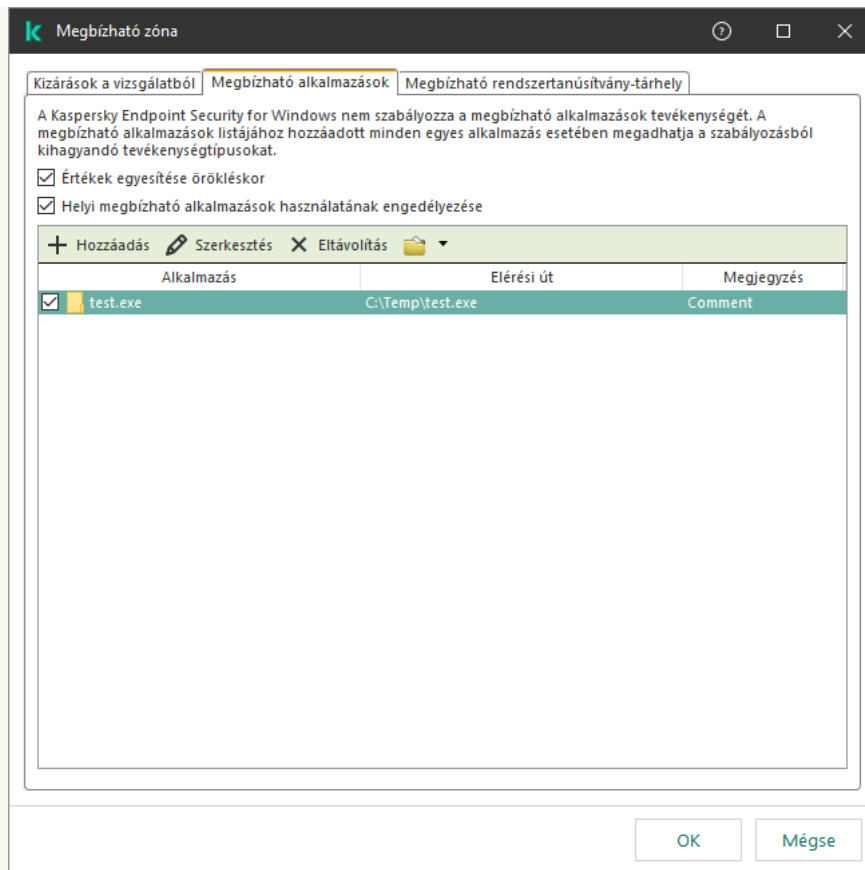 Megbízható zóna
Kizárások a vizsgálatból Megbízható alkalmazások Megbízható rendszertanúsítvány-tárhely
A Kaspersky Endpoint Security for Windows nem szabályozza a megbízható alkalmazások tevékenységét. A
megbízható alkalmazások listájához hozzáadott minden egyes alkalmazás esetében megadhatja a szabályozásból
kihagyandó tevékenységtípusokat.
Értékek egyesítése örökléskor
Helyi megbízható alkalmazások használatának engedélyezése
Hozzáadás Szerkesztés Eltávolítás
Alkalmazás Elérési út Megjegyzés
test.exe C:\Temp\test.exe Comment
OK Mégse